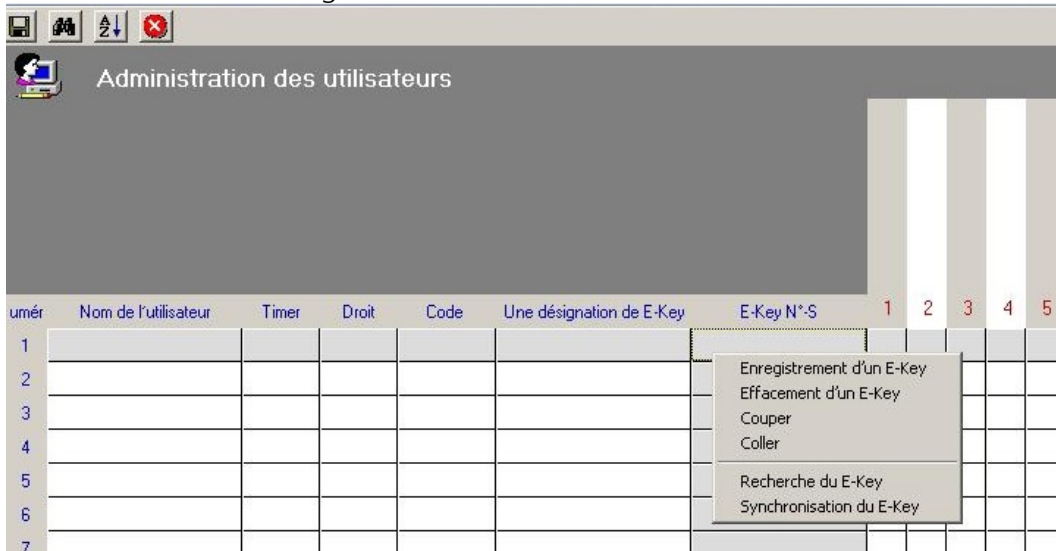 Administration des utilisateurs
umér Nom de l'utilisateur Timer Droit Code Une désignation de E-Key E-Key N°-S 1 2 3 4 5
1
Enregistrement d'un E-Key
2
Effacement d'un E-Key
3
Couper
4
Coller
5
Recherche du E-Key
6
Synchronisation du E-Key
7